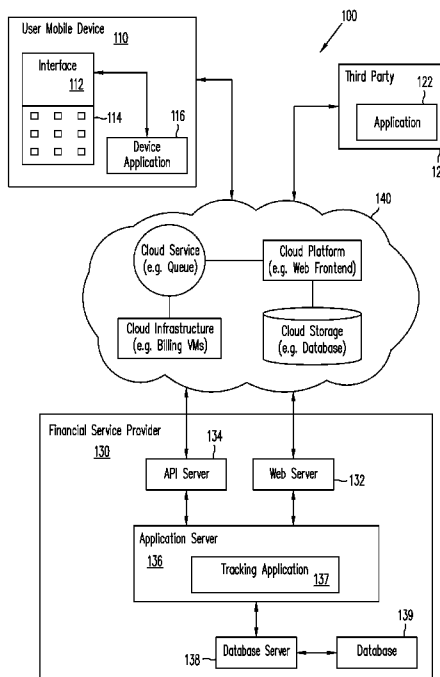 100
User Mobile Device 110
Interface
112
114
116
Device
Application
Third Party
122
Application
12
140
Cloud Service
(e.g. Queue)
Cloud Platform
(e.g. Web Frontend)
Cloud Infrastructure
(e.g. Billing VMs)
Cloud Storage
(e.g. Database)
Financial Service Provider
130
134
API Server
Web Server
132
Application Server
136
Tracking Application
137
139
Database Server
Database
138